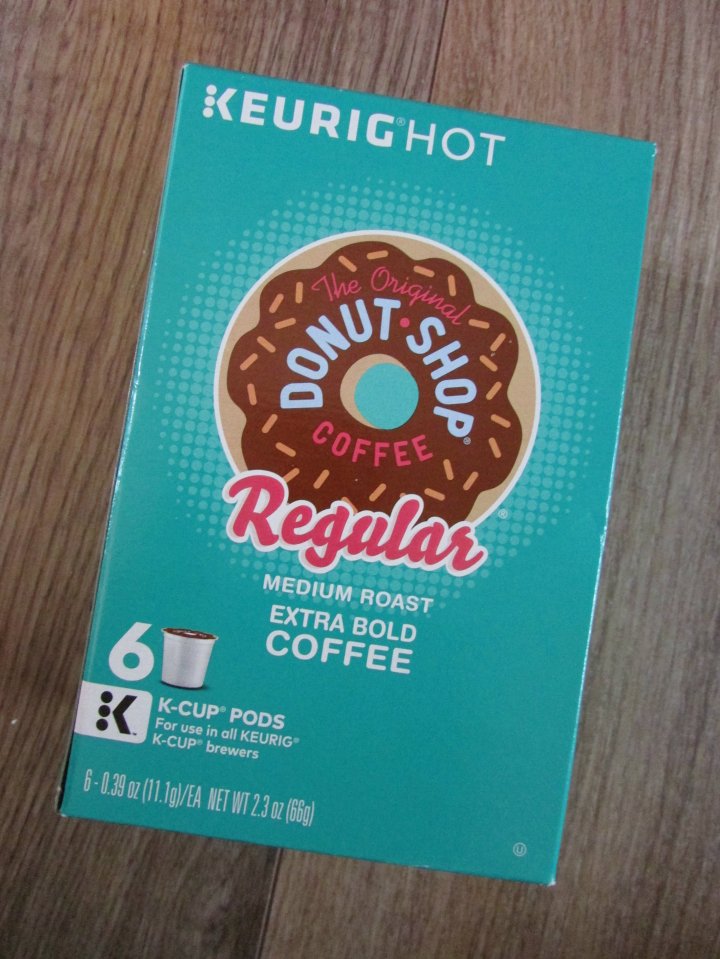 KEURIG® HOT
The Original
DONUT·SHOP®
COFFEE
Regular®
MEDIUM ROAST
EXTRA BOLD
COFFEE
6
K-CUP® PODS
For use in all KEURIG®
K-CUP® brewers
6 - 0.39 oz (11.1g)/EA NET WT 2.3 oz (66g)
U